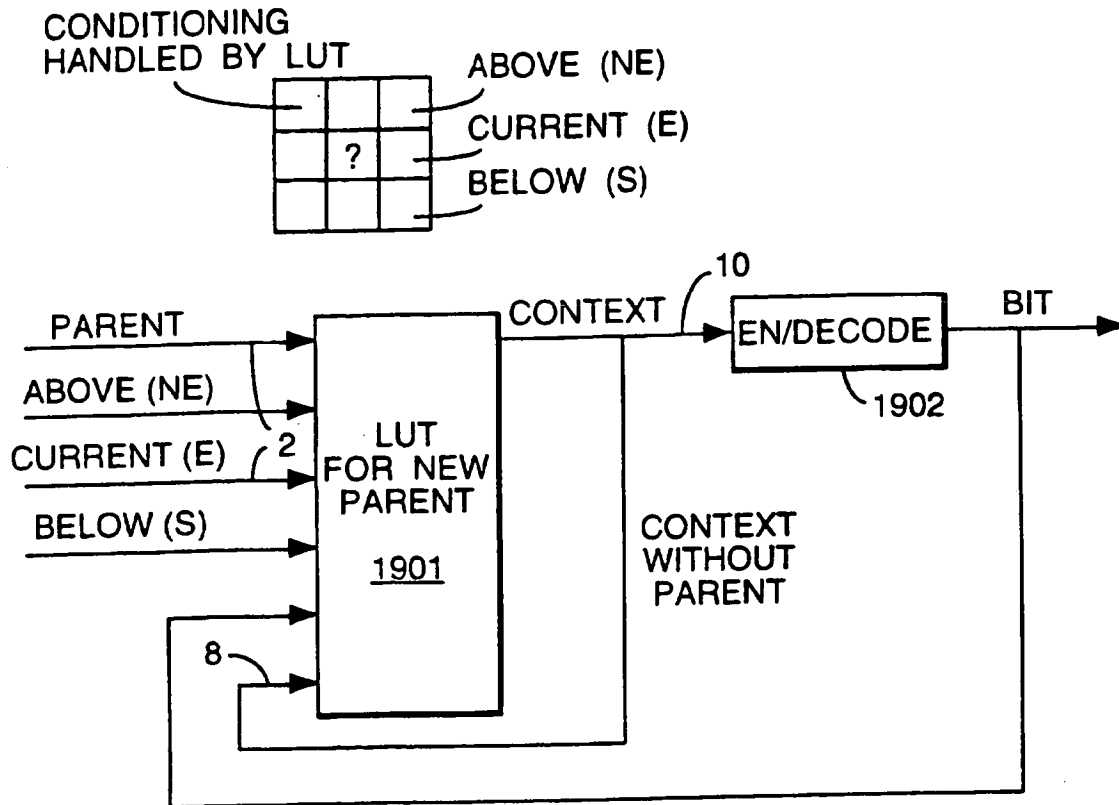 CONDITIONING
HANDLED BY LUT
ABOVE (NE)
CURRENT (E)
?
BELOW (S)
10
PARENT
CONTEXT
EN/DECODE
BIT
1902
ABOVE (NE)
2
CURRENT (E)
LUT
FOR NEW
PARENT
BELOW (S)
1901
CONTEXT
WITHOUT
PARENT
8